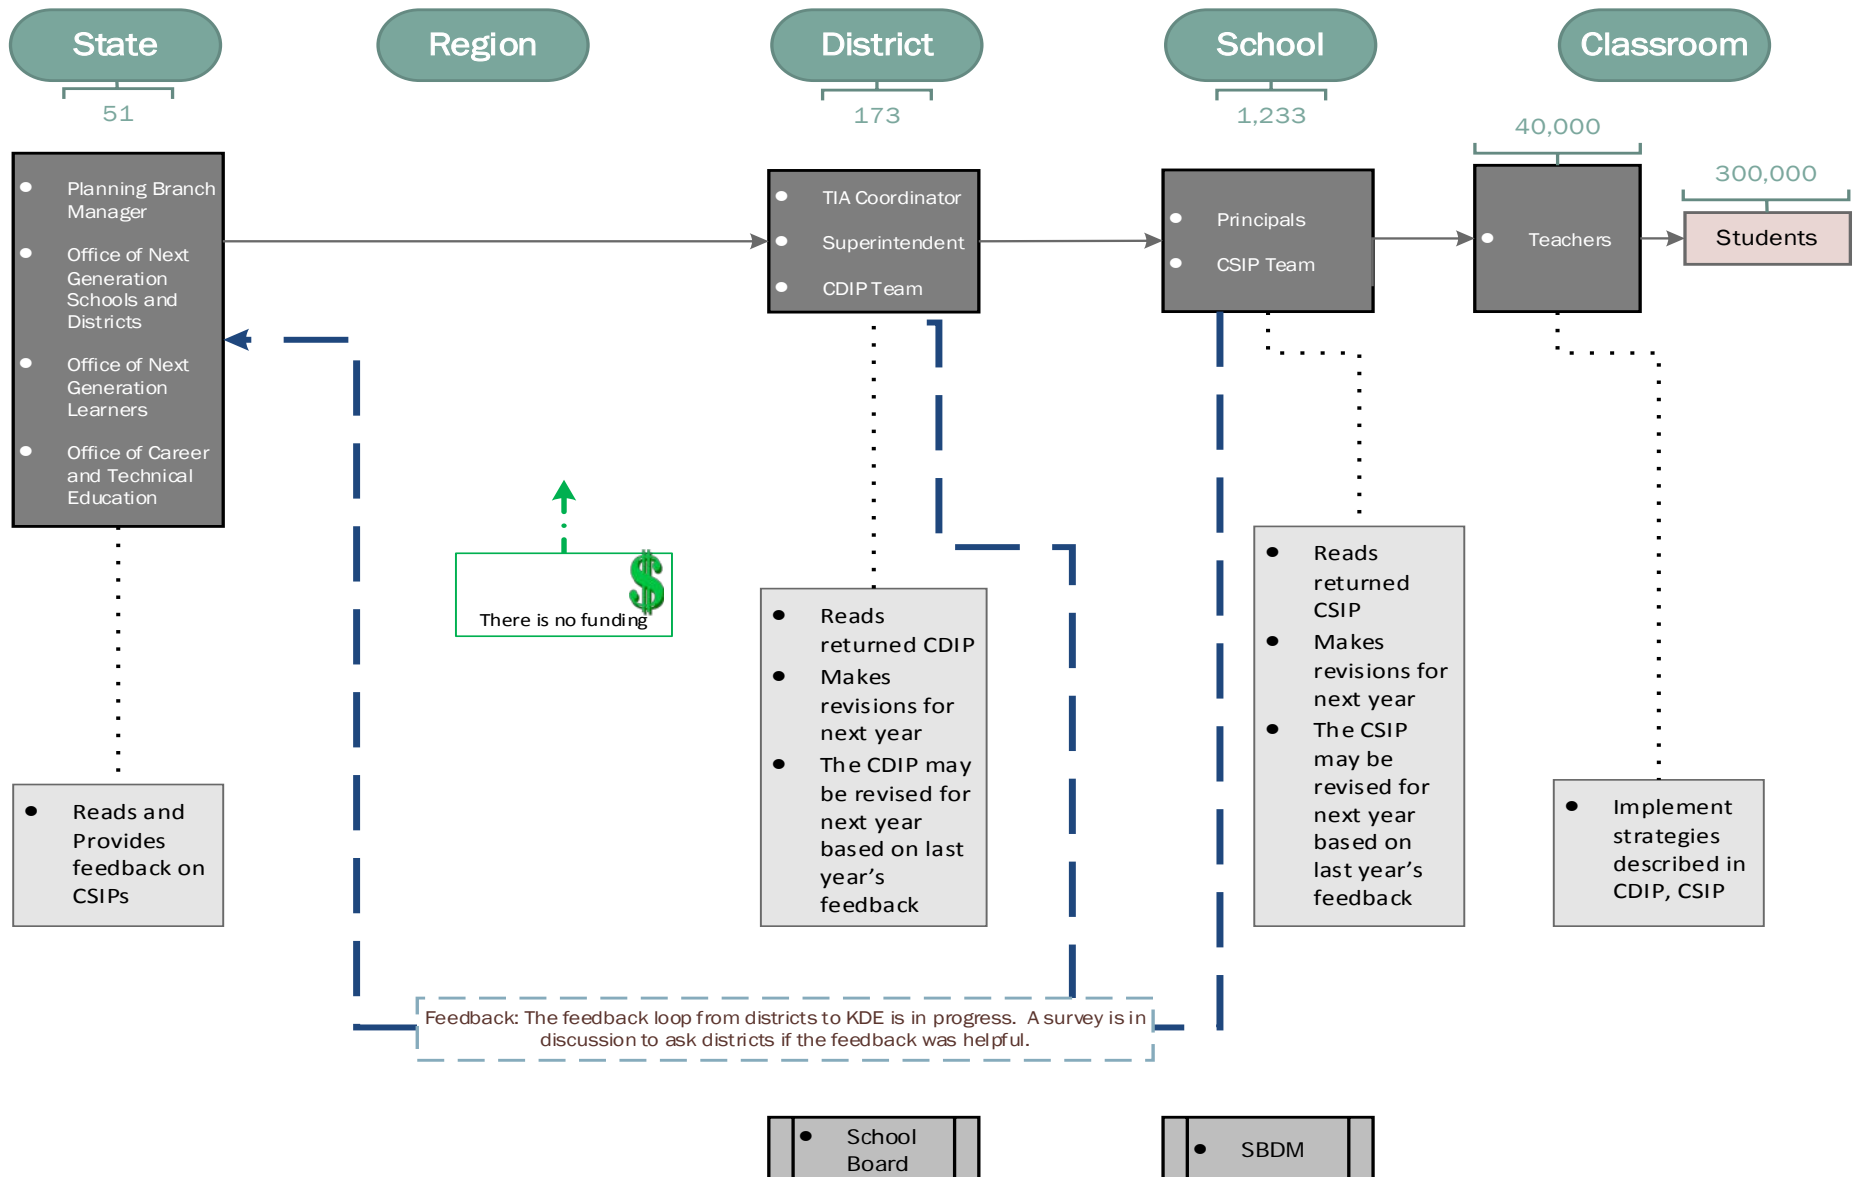 State
Region
District
School
Classroom
51
173
1,233
40,000
300,000
Planning Branch
Manager
Office of Next
Generation
Schools and
Districts
Office of Next
Generation
Learners
Office of Career
and Technical
Education
TIA Coordinator
Superintendent
CDIP Team
Principals
CSIP Team
Teachers
Students
$
There is no funding
Reads and
Provides
feedback on
CSIPs
Reads
returned CDIP
Makes
revisions for
next year
The CDIP may
be revised for
next year
based on last
year's
feedback
Reads
returned
CSIP
Makes
revisions for
next year
The CSIP
may be
revised for
next year
based on
last year's
feedback
Implement
strategies
described in
CDIP, CSIP
Feedback: The feedback loop from districts to KDE is in progress. A survey is in
discussion to ask districts if the feedback was helpful.
School
Board
SBDM